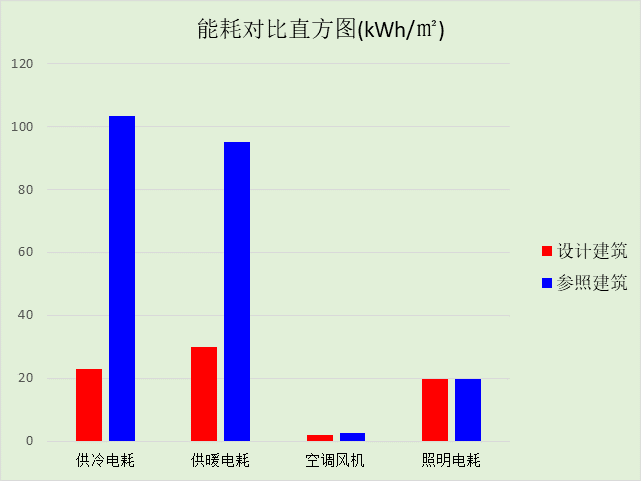 能耗对比直方图(kWh/㎡)
120
100
80
60
40
20
0
供冷电耗
供暖电耗
空调风机
照明电耗
设计建筑
参照建筑